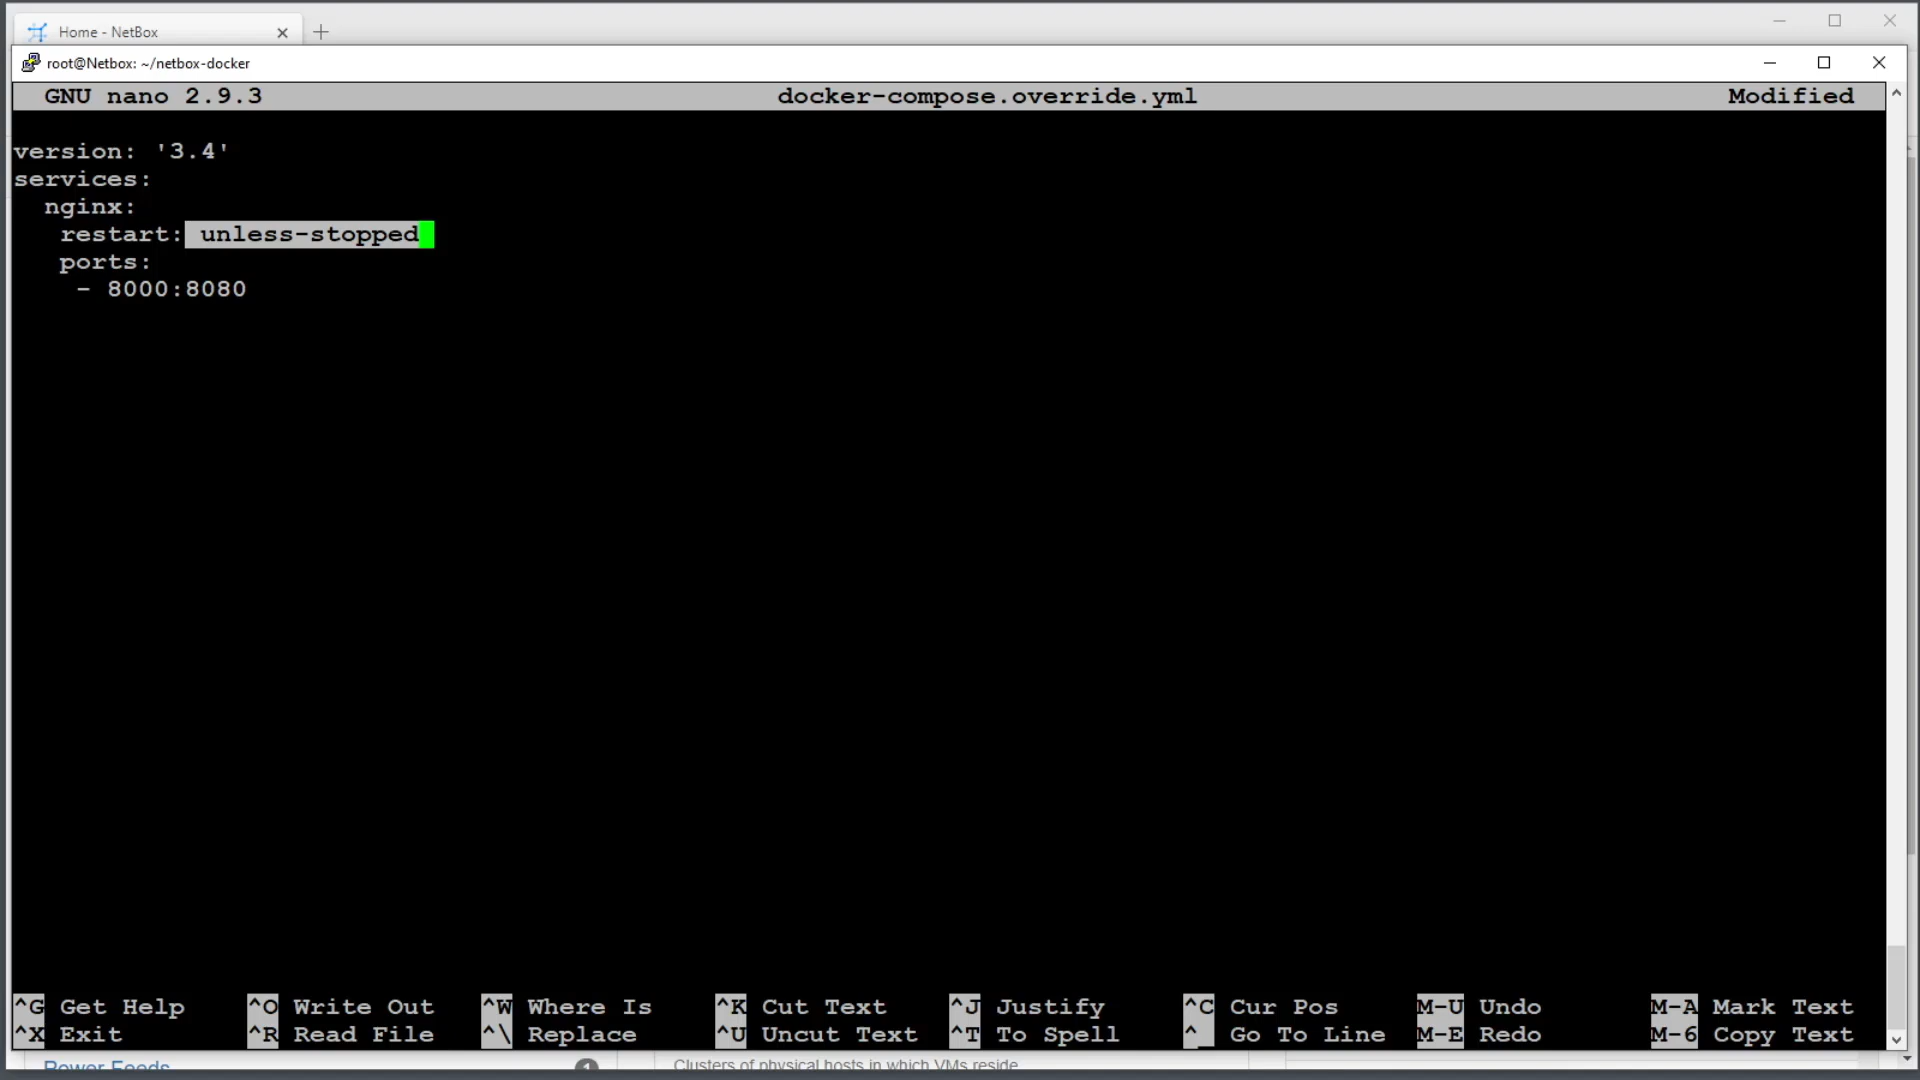 Home - NetBox
root@Netbox: ~/netbox-docker
GNU nano 2.9.3 docker-compose.override.yml Modified
version: '3.4'
services:
  nginx:
   restart: unless-stopped
   ports:
    - 8000:8080
^G Get Help ^O Write Out ^W Where Is ^K Cut Text ^J Justify ^C Cur Pos M-U Undo M-A Mark Text
^X Exit ^R Read File ^\ Replace ^U Uncut Text ^T To Spell ^_ Go To Line M-E Redo M-6 Copy Text
Power Feeds 1 Clusters of physical hosts in which VMs reside